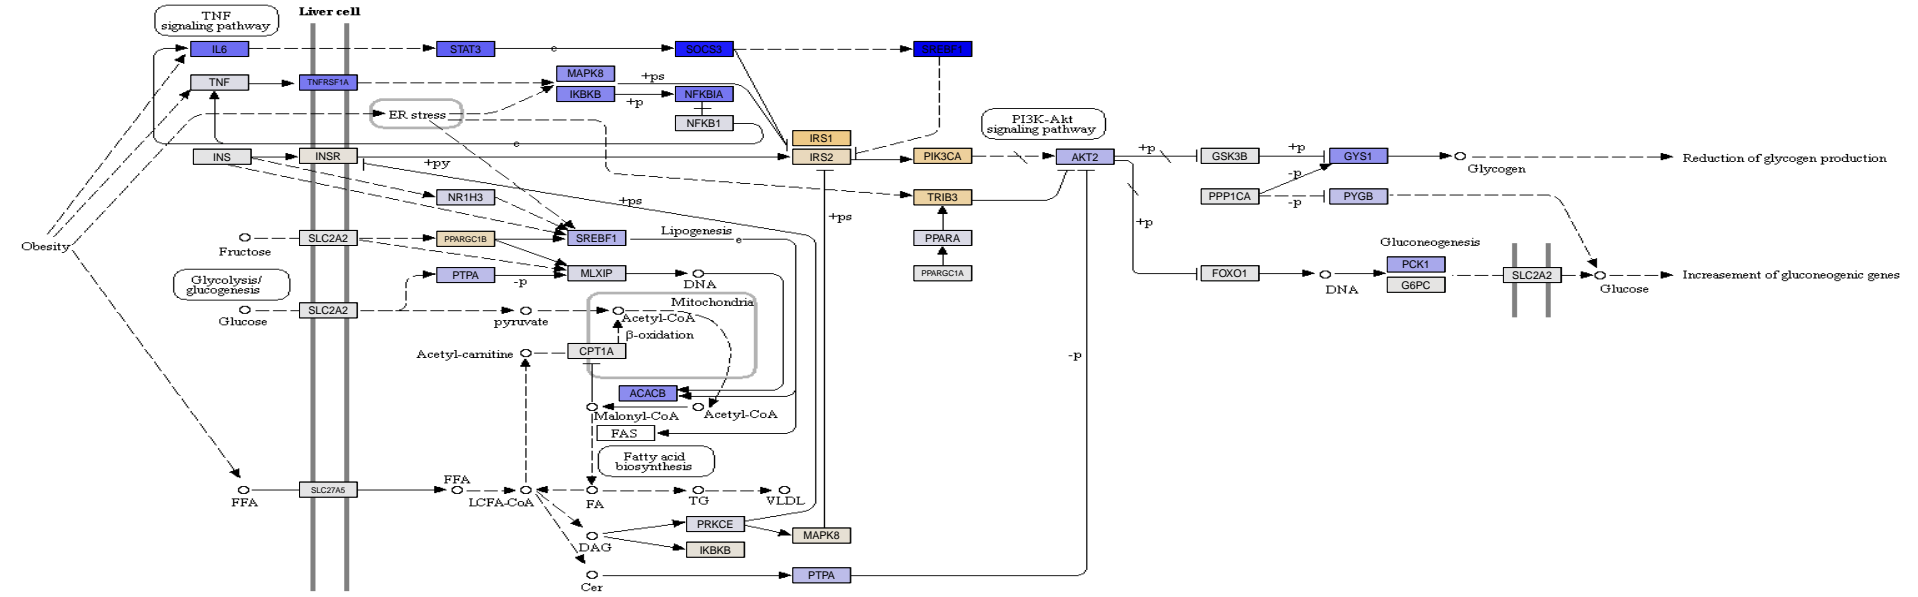 TNF
signaling pathway
Liver cell
IL6
STAT3
e
SOCS3
SREBF1
TNF
TNFRSF1A
MAPK8
+ps
IKBKB
+p
NFKBIA
ER stress
NFKB1
PI3K-Akt
signaling pathway
e
IRS1
INS
INSR
+py
IRS2
PIK3CA
AKT2
+p
GSK3B
+p
GYS1
Glycogen
Reduction of glycogen production
-p
NR1H3
+ps
TRIB3
PPP1CA
-p
PYGB
+ps
+p
Obesity
Fructose
SLC2A2
PPARGC1B
SREBF1
Lipogenesis
e
PPARA
Gluconeogenesis
Glycolysis/
glucogenesis
PTPA
-p
MLXIP
DNA
PPARGC1A
FOXO1
DNA
PCK1
G6PC
SLC2A2
Glucose
Increasement of gluconeogenic genes
Glucose
SLC2A2
pyruvate
Mitochondria
Acetyl-CoA
β-oxidation
Acetyl-carnitine
CPT1A
-p
ACACB
Malonyl-CoA
Acetyl-CoA
FAS
Fatty acid
biosynthesis
FFA
SLC27A5
FFA
LCFA-CoA
FA
TG
VLDL
PRKCE
DAG
IKBKB
MAPK8
Cer
PTPA